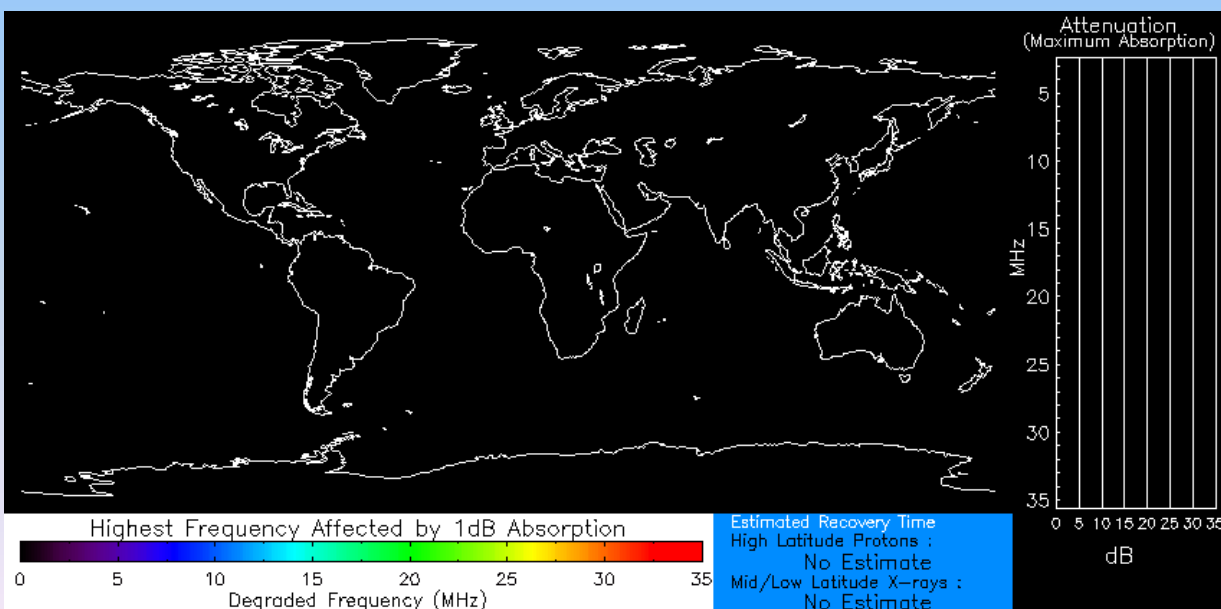 Attenuation
(Maximum Absorption)
5
10
15
20
25
30
35
MHz
0 5 10 15 20 25 30 35
dB
Highest Frequency Affected by 1dB Absorption
0 5 10 15 20 25 30 35
Degraded Frequency (MHz)
Estimated Recovery Time
High Latitude Protons :
No Estimate
Mid/Low Latitude X-rays :
No Estimate